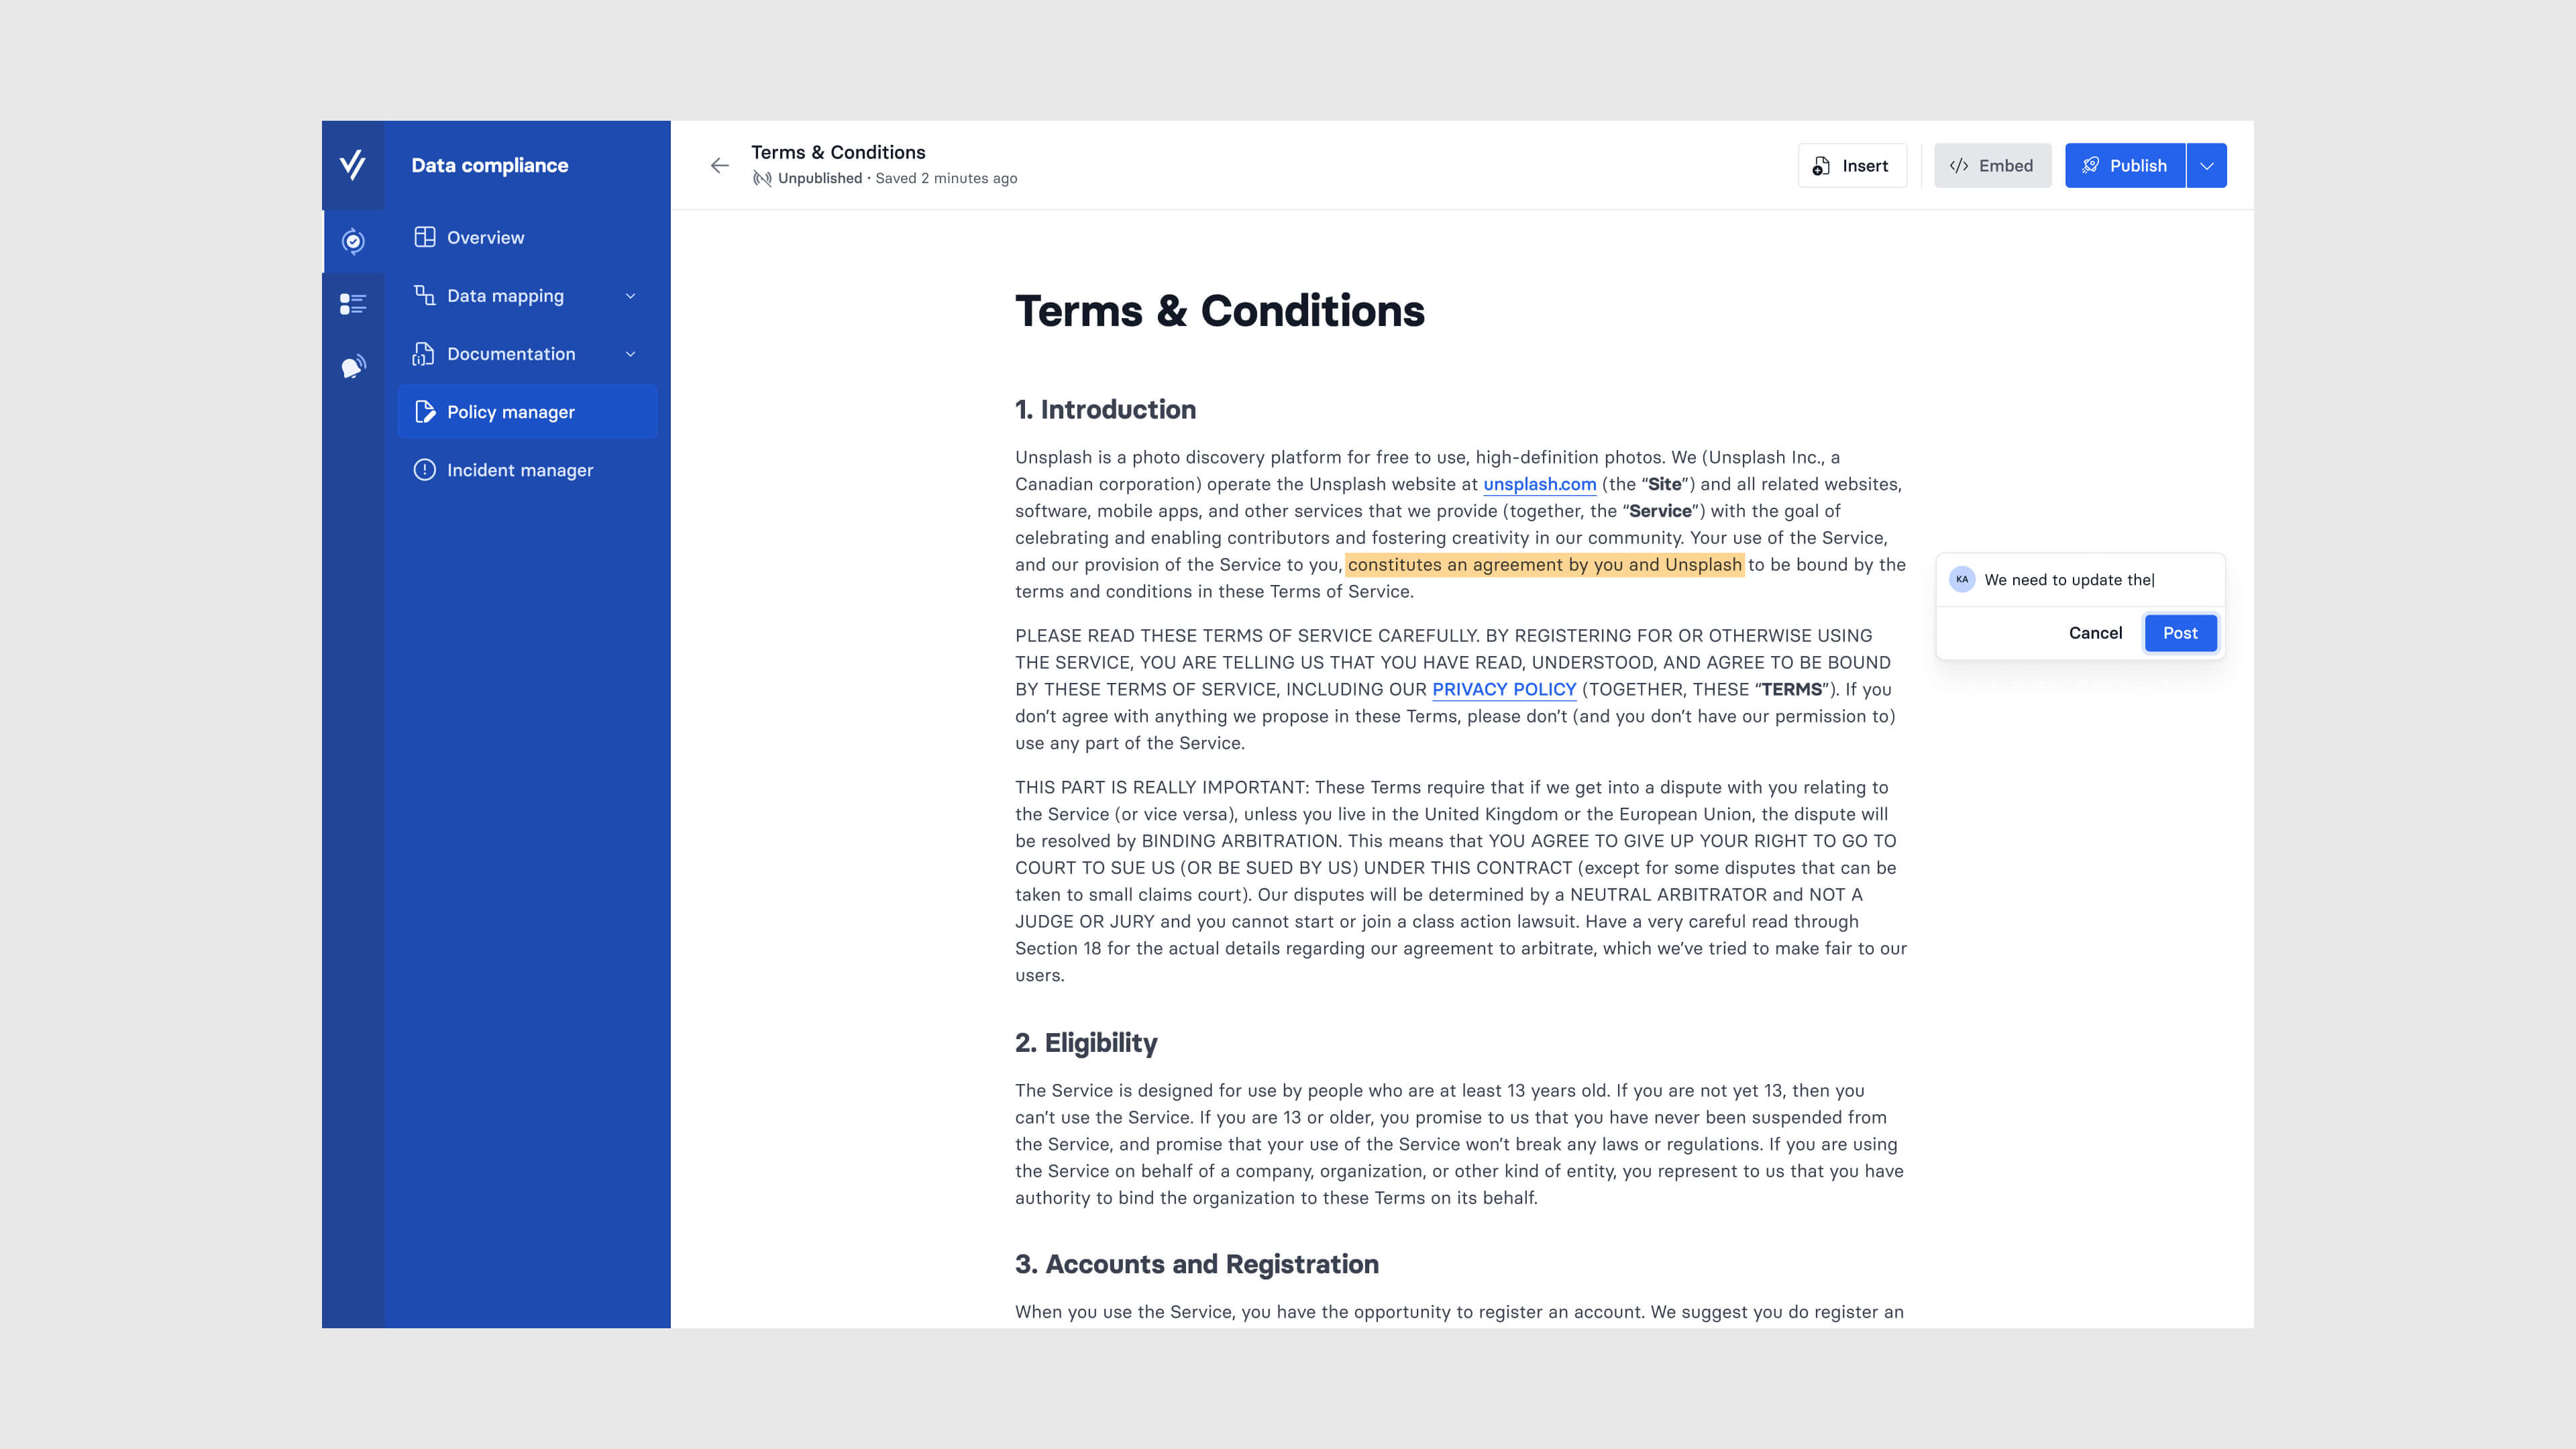 Data compliance
Overview
Data mapping
Documentation
Policy manager
Incident manager
Terms & Conditions
Unpublished · Saved 2 minutes ago
Insert
</> Embed
Publish
Terms & Conditions
1. Introduction
Unsplash is a photo discovery platform for free to use, high-definition photos. We (Unsplash Inc., a
Canadian corporation) operate the Unsplash website at unsplash.com (the “Site”) and all related websites,
software, mobile apps, and other services that we provide (together, the “Service”) with the goal of
celebrating and enabling contributors and fostering creativity in our community. Your use of the Service,
and our provision of the Service to you, constitutes an agreement by you and Unsplash to be bound by the
terms and conditions in these Terms of Service.
KA We need to update the
Cancel
Post
PLEASE READ THESE TERMS OF SERVICE CAREFULLY. BY REGISTERING FOR OR OTHERWISE USING
THE SERVICE, YOU ARE TELLING US THAT YOU HAVE READ, UNDERSTOOD, AND AGREE TO BE BOUND
BY THESE TERMS OF SERVICE, INCLUDING OUR PRIVACY POLICY (TOGETHER, THESE “TERMS”). If you
don’t agree with anything we propose in these Terms, please don’t (and you don’t have our permission to)
use any part of the Service.
THIS PART IS REALLY IMPORTANT: These Terms require that if we get into a dispute with you relating to
the Service (or vice versa), unless you live in the United Kingdom or the European Union, the dispute will
be resolved by BINDING ARBITRATION. This means that YOU AGREE TO GIVE UP YOUR RIGHT TO GO TO
COURT TO SUE US (OR BE SUED BY US) UNDER THIS CONTRACT (except for some disputes that can be
taken to small claims court). Our disputes will be determined by a NEUTRAL ARBITRATOR and NOT A
JUDGE OR JURY and you cannot start or join a class action lawsuit. Have a very careful read through
Section 18 for the actual details regarding our agreement to arbitrate, which we’ve tried to make fair to our
users.
2. Eligibility
The Service is designed for use by people who are at least 13 years old. If you are not yet 13, then you
can’t use the Service. If you are 13 or older, you promise to us that you have never been suspended from
the Service, and promise that your use of the Service won’t break any laws or regulations. If you are using
the Service on behalf of a company, organization, or other kind of entity, you represent to us that you have
authority to bind the organization to these Terms on its behalf.
3. Accounts and Registration
When you use the Service, you have the opportunity to register an account. We suggest you do register an